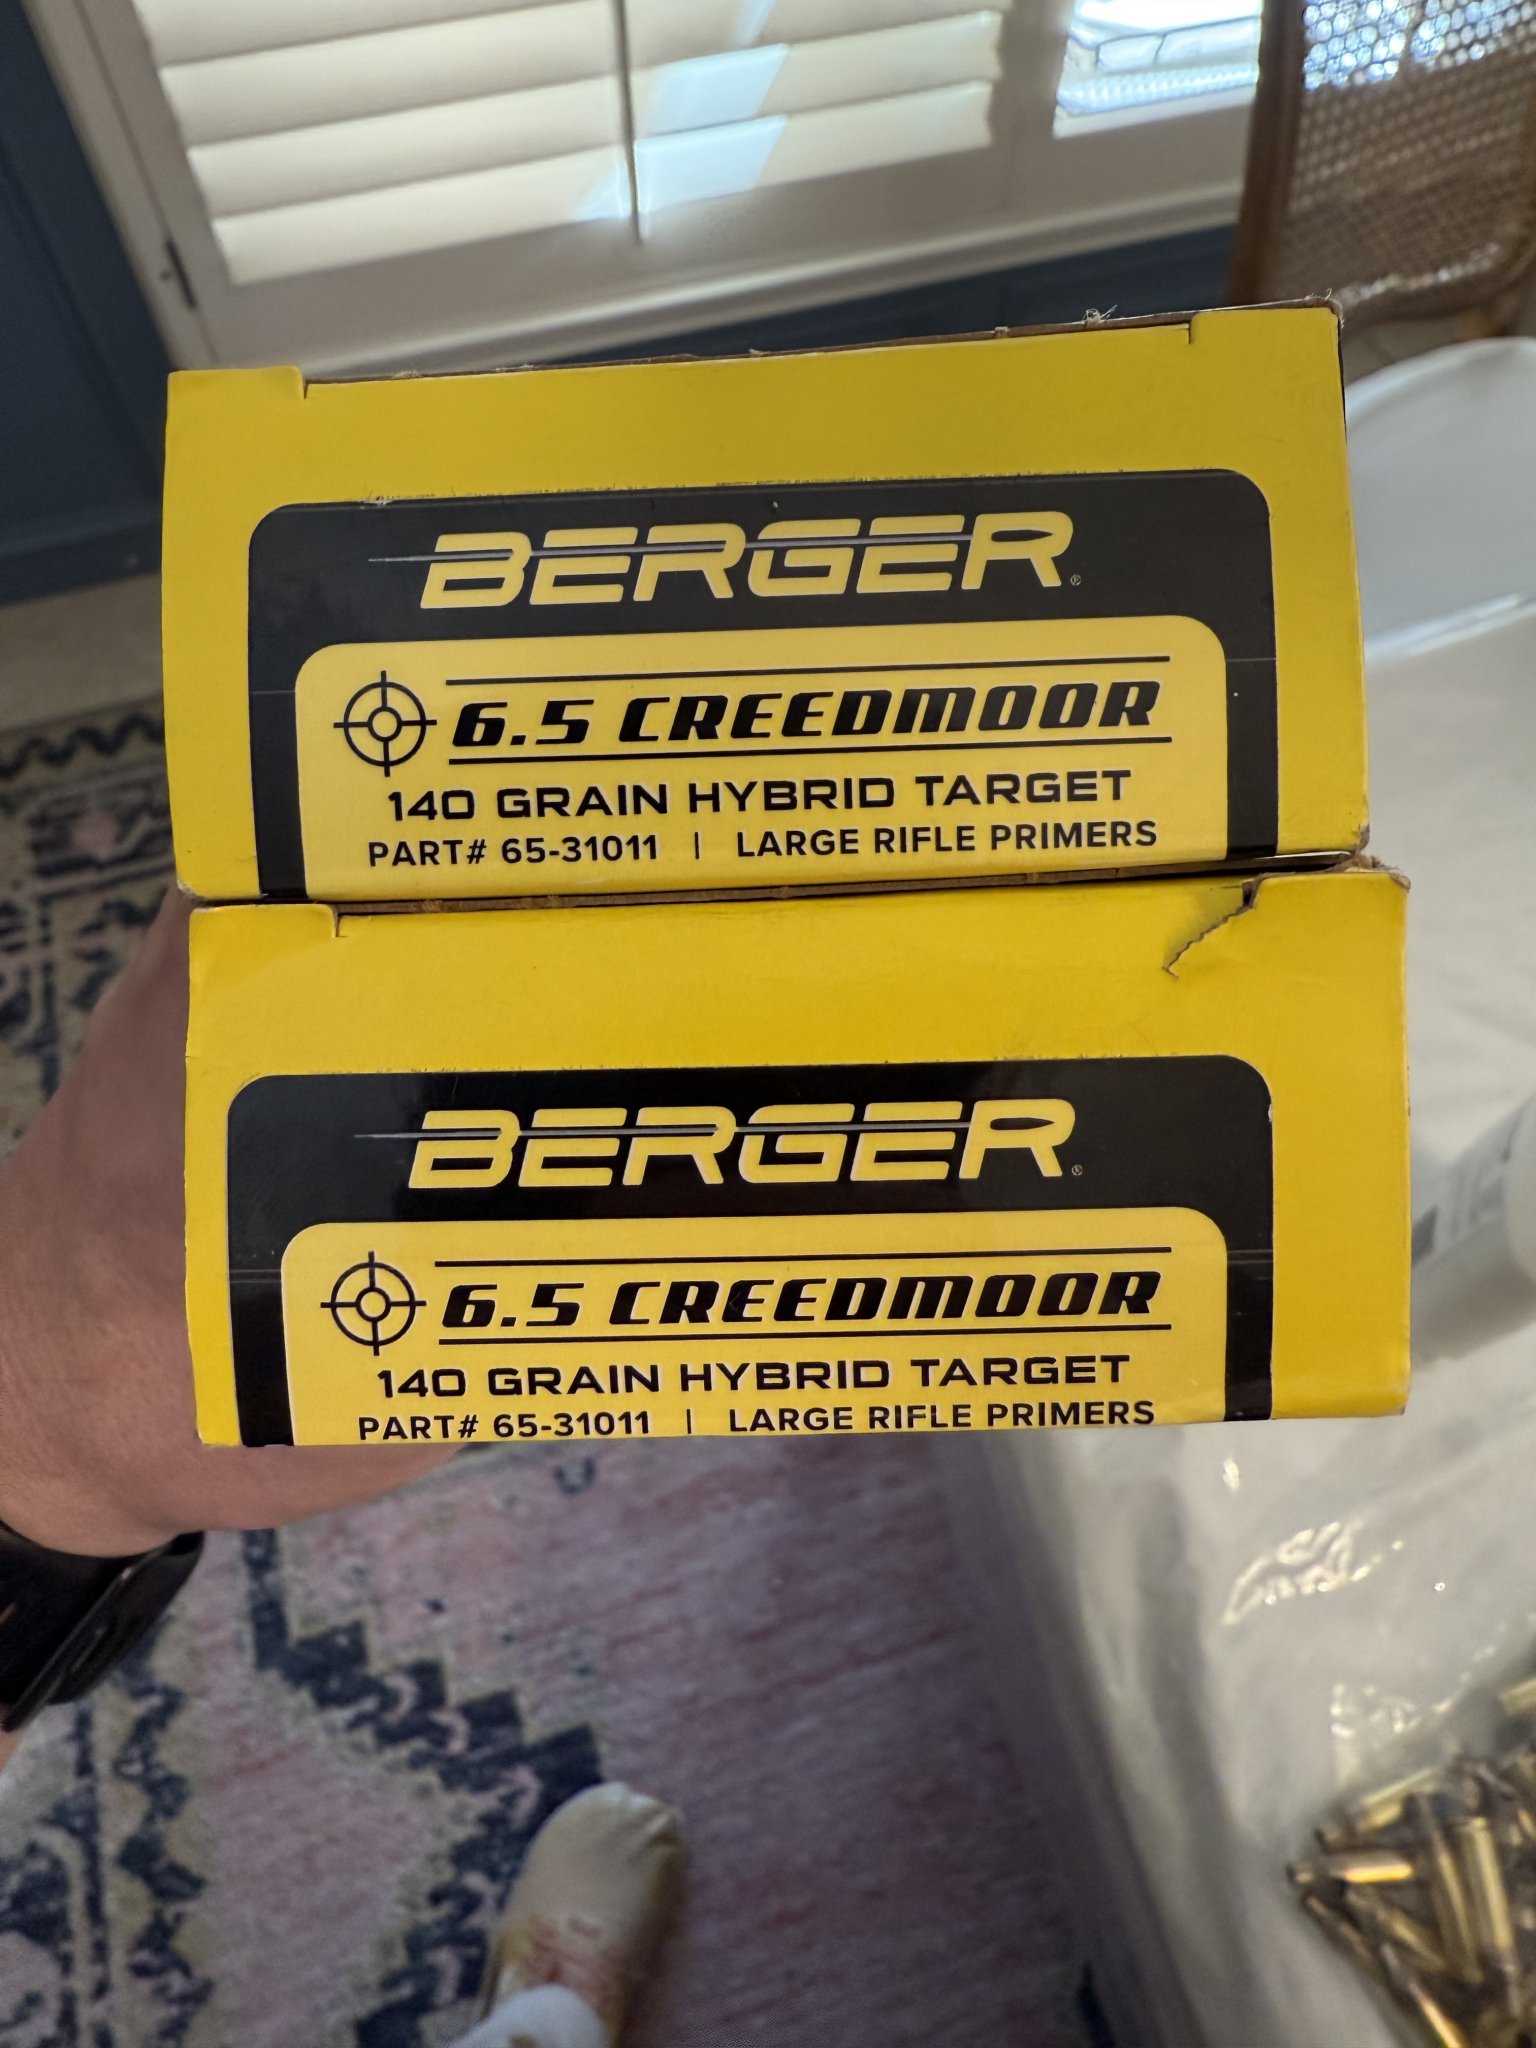 BERGER®
6.5 CREEDMOOR
140 GRAIN HYBRID TARGET
PART# 65-31011 | LARGE RIFLE PRIMERS
BERGER®
6.5 CREEDMOOR
140 GRAIN HYBRID TARGET
PART# 65-31011 | LARGE RIFLE PRIMERS